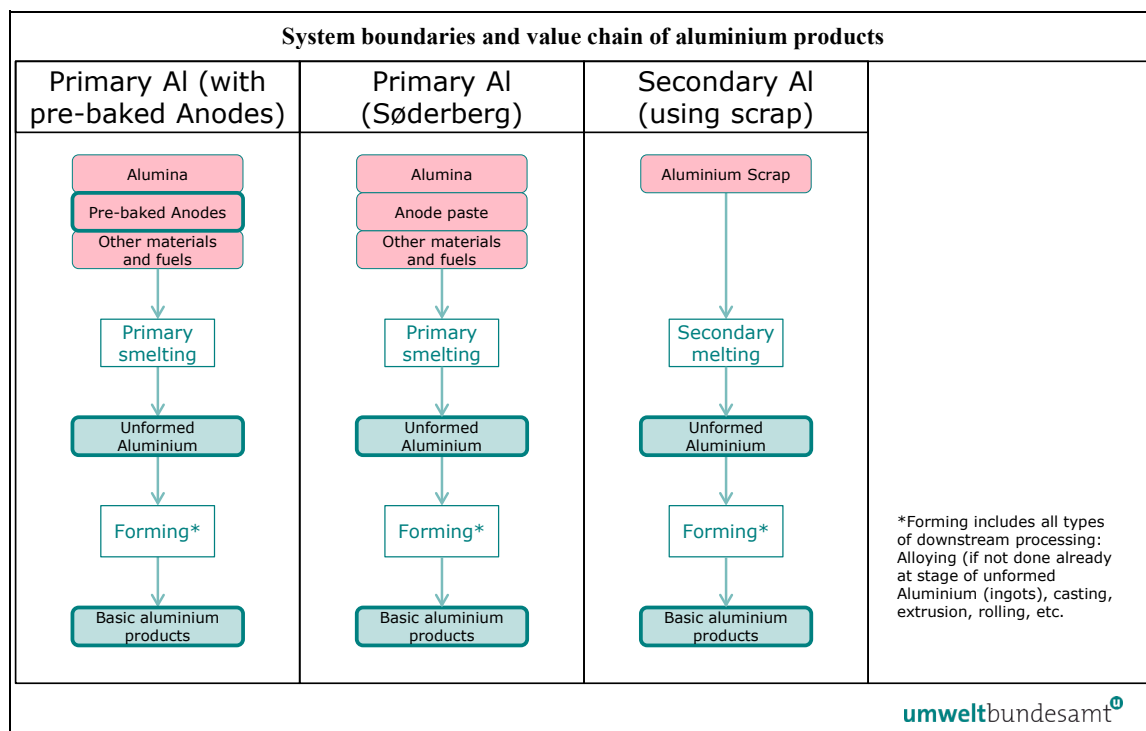 System boundaries and value chain of aluminium products
Primary Al (with
pre-baked Anodes)
Alumina
Pre-baked Anodes
Other materials
and fuels
Primary
smelting
Unformed
Aluminium
Forming*
Basic aluminium
products
Primary Al
(Søderberg)
Alumina
Anode paste
Other materials
and fuels
Primary
smelting
Unformed
Aluminium
Forming*
Basic aluminium
products
Secondary Al
(using scrap)
Aluminium Scrap
Secondary
melting
Unformed
Aluminium
Forming*
Basic aluminium
products
*Forming includes all types
of downstream processing:
Alloying (if not done already
at stage of unformed
Aluminium (ingots), casting,
extrusion, rolling, etc.
umweltbundesamt u